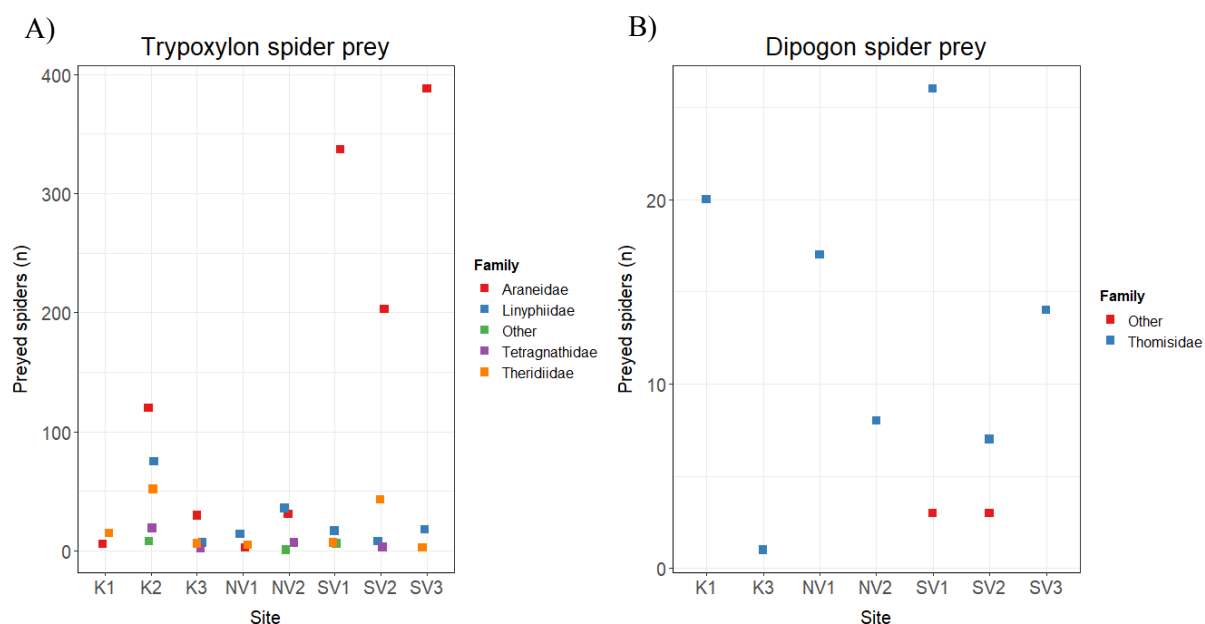 A)
Trypoxylon spider prey
400
300
200
100
0
Preyed spiders (n)
K1 K2 K3 NV1 NV2 SV1 SV2 SV3
Site
Family
Araneidae
Linyphiidae
Other
Tetragnathidae
Theridiidae
B)
Dipogon spider prey
20
10
0
Preyed spiders (n)
K1 K3 NV1 NV2 SV1 SV2 SV3
Site
Family
Other
Thomisidae